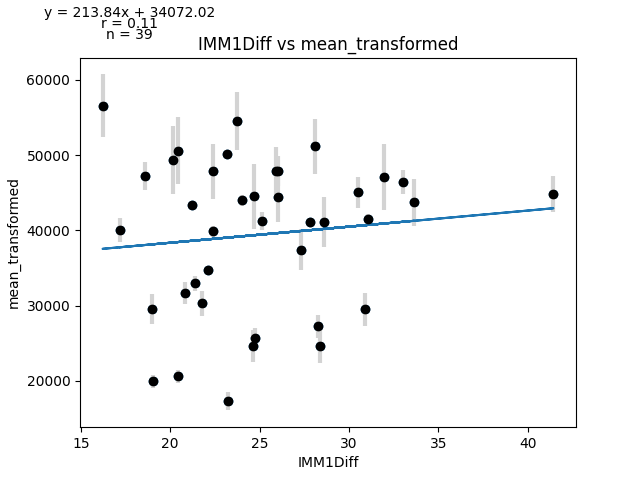 y = 213.84x + 34072.02
r = 0.11
n = 39
IMM1Diff vs mean_transformed
60000
50000
40000
30000
20000
mean_transformed
15 20 25 30 35 40
IMM1Diff